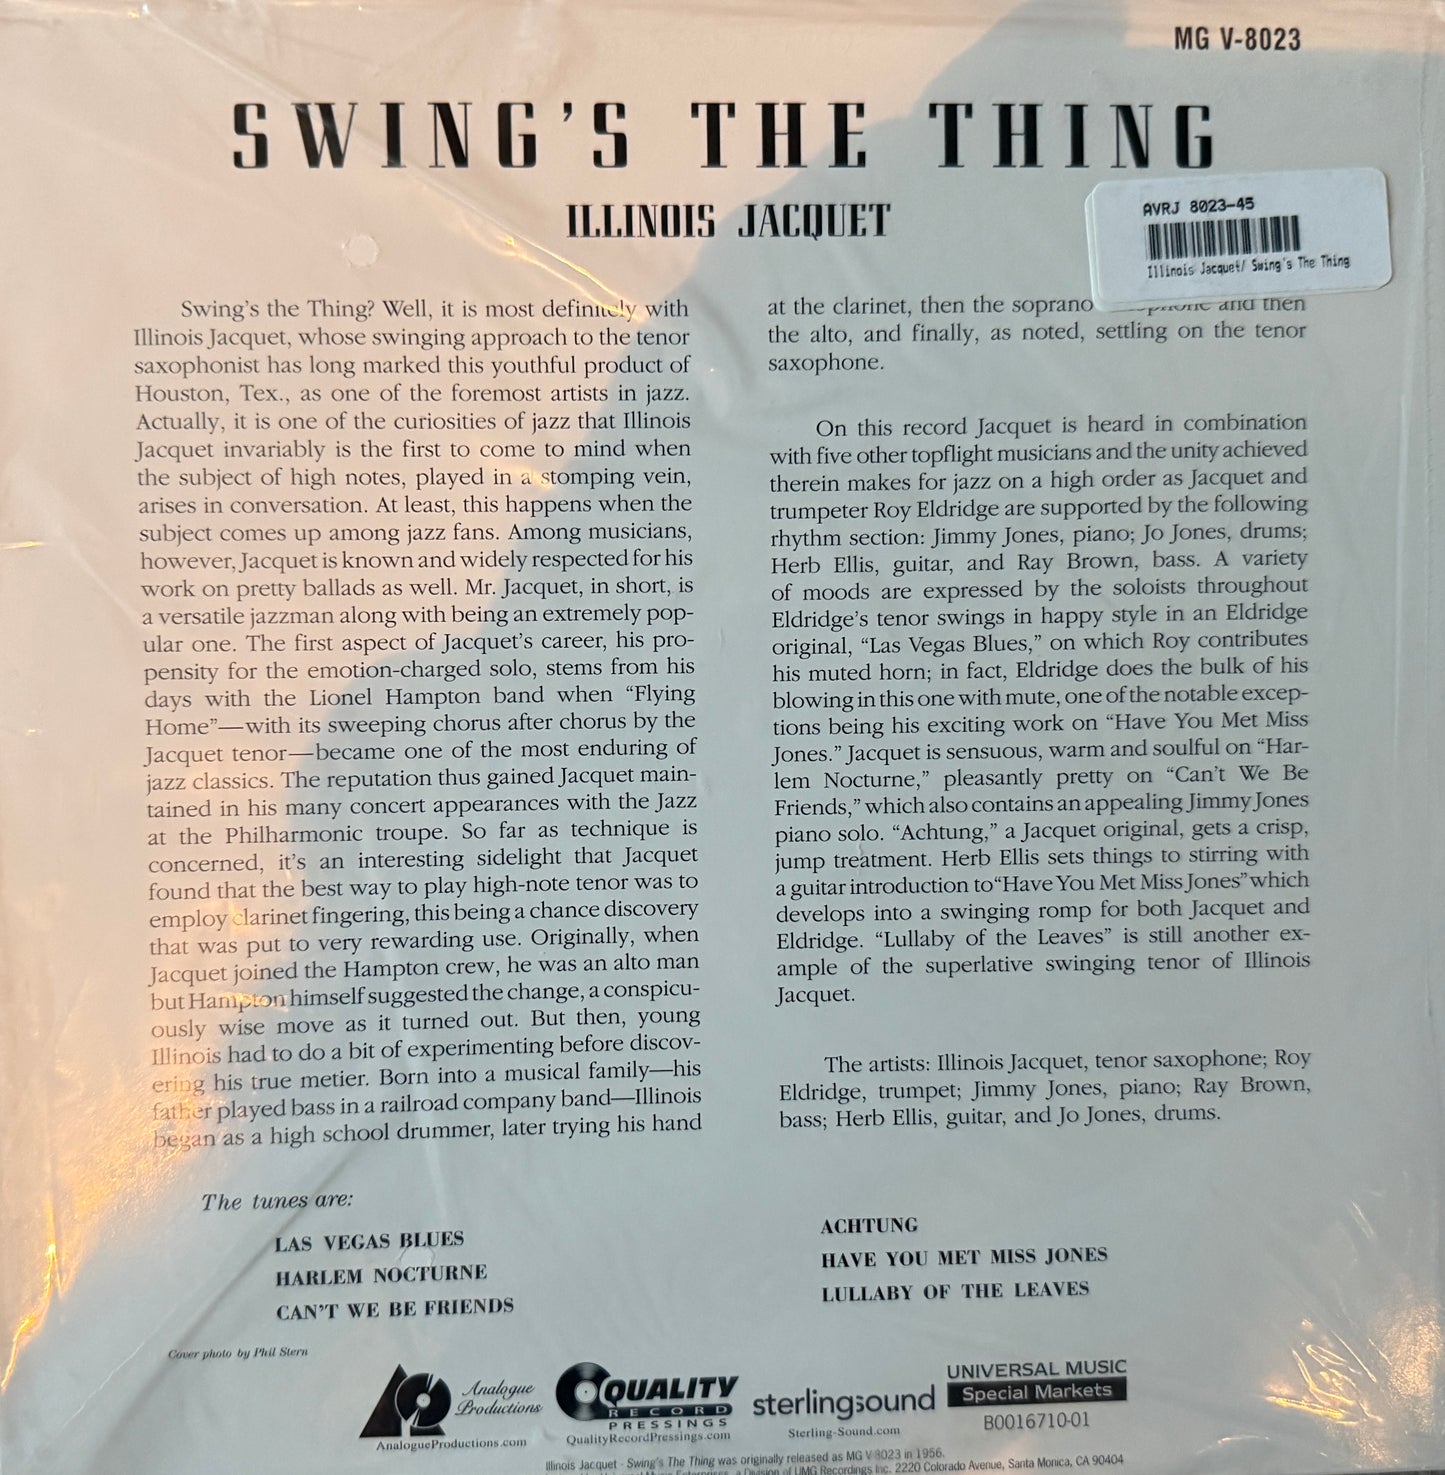 MG V-8023
SWING'S THE THING
ILLINOIS JACQUET
AVRJ 8023-45
Illinois Jacquet/ Swing's The Thing
Swing's the Thing? Well, it is most definitely with
Illinois Jacquet, whose swinging approach to the tenor
saxophonist has long marked this youthful product of
Houston, Tex., as one of the foremost artists in jazz.
Actually, it is one of the curiosities of jazz that Illinois
Jacquet invariably is the first to come to mind when
the subject of high notes, played in a stomping vein,
arises in conversation. At least, this happens when the
subject comes up among jazz fans. Among musicians,
however, Jacquet is known and widely respected for his
work on pretty ballads as well. Mr. Jacquet, in short, is
a versatile jazzman along with being an extremely pop-
ular one. The first aspect of Jacquet's career, his pro-
pensity for the emotion-charged solo, stems from his
days with the Lionel Hampton band when “Flying
Home”—with its sweeping chorus after chorus by the
Jacquet tenor—became one of the most enduring of
jazz classics. The reputation thus gained Jacquet main-
tained in his many concert appearances with the Jazz
at the Philharmonic troupe. So far as technique is
concerned, it's an interesting sidelight that Jacquet
found that the best way to play high-note tenor was to
employ clarinet fingering, this being a chance discovery
that was put to very rewarding use. Originally, when
Jacquet joined the Hampton crew, he was an alto man
but Hampton himself suggested the change, a conspicu-
ously wise move as it turned out. But then, young
Illinois had to do a bit of experimenting before discov-
ering his true metier. Born into a musical family—his
father played bass in a railroad company band—Illinois
began as a high school drummer, later trying his hand
at the clarinet, then the soprano and then
the alto, and finally, as noted, settling on the tenor
saxophone.
On this record Jacquet is heard in combination
with five other topflight musicians and the unity achieved
therein makes for jazz on a high order as Jacquet and
trumpeter Roy Eldridge are supported by the following
rhythm section: Jimmy Jones, piano; Jo Jones, drums;
Herb Ellis, guitar, and Ray Brown, bass. A variety
of moods are expressed by the soloists throughout
Eldridge's tenor swings in happy style in an Eldridge
original, “Las Vegas Blues,” on which Roy contributes
his muted horn; in fact, Eldridge does the bulk of his
blowing in this one with mute, one of the notable excep-
tions being his exciting work on “Have You Met Miss
Jones.” Jacquet is sensuous, warm and soulful on “Har-
lem Nocturne,” pleasantly pretty on “Can't We Be
Friends,” which also contains an appealing Jimmy Jones
piano solo. “Achtung,” a Jacquet original, gets a crisp,
jump treatment. Herb Ellis sets things to stirring with
a guitar introduction to“Have You Met Miss Jones”which
develops into a swinging romp for both Jacquet and
Eldridge. “Lullaby of the Leaves” is still another ex-
ample of the superlative swinging tenor of Illinois
Jacquet.
The artists: Illinois Jacquet, tenor saxophone; Roy
Eldridge, trumpet; Jimmy Jones, piano; Ray Brown,
bass; Herb Ellis, guitar, and Jo Jones, drums.
The tunes are:
LAS VEGAS BLUES
HARLEM NOCTURNE
CAN'T WE BE FRIENDS
ACHTUNG
HAVE YOU MET MISS JONES
LULLABY OF THE LEAVES
Cover photo by Phil Stern
Analogue
Productions
AnalogueProductions.com
QUALITY
RECORD
PRESSINGS
QualityRecordPressings.com
sterlingsound
Sterling-Sound.com
UNIVERSAL MUSIC
Special Markets
B0016710-01
Illinois Jacquet - Swing's The Thing was originally released as MG V-8023 in 1956.
a Division of UMG Recordings Inc. 2220 Colorado Avenue, Santa Monica, CA 90404